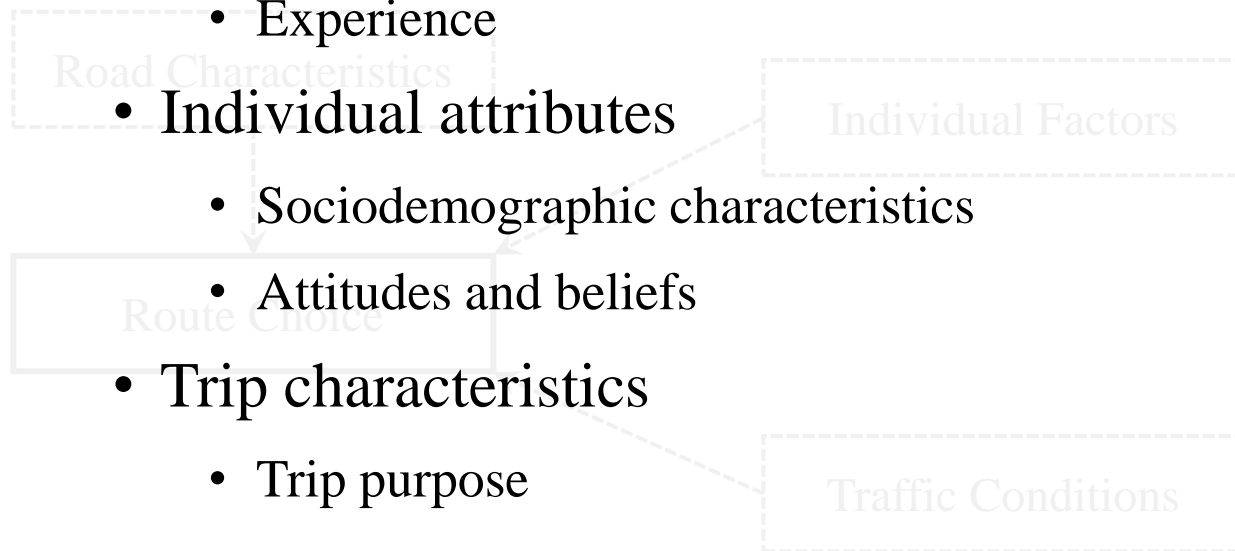 • Experience
Road Characteristics
• Individual attributes
Individual Factors
• Sociodemographic characteristics
• Attitudes and beliefs
Route Choice
• Trip characteristics
• Trip purpose
Traffic Conditions